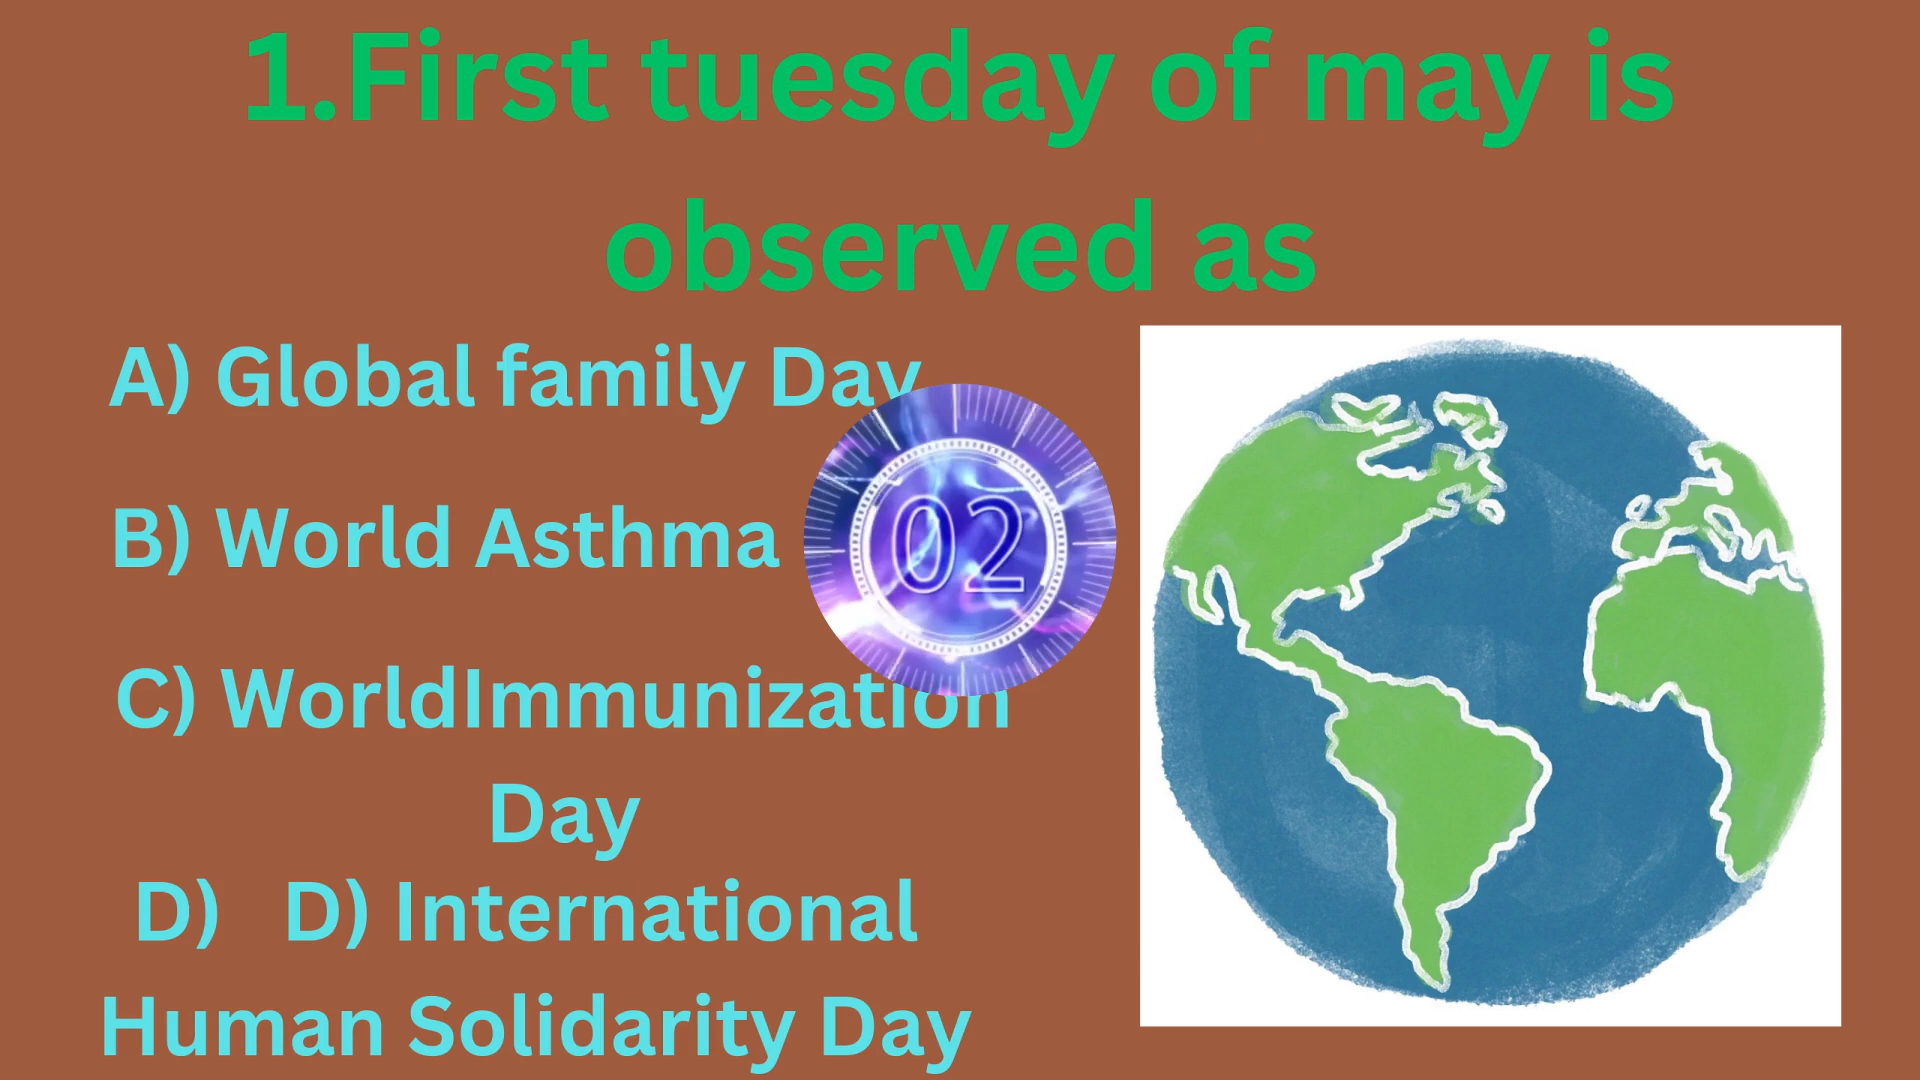 1.First tuesday of may is
observed as
A) Global family Day
B) World Asthma
02
C) WorldImmunization
Day
D) D) International
Human Solidarity Day